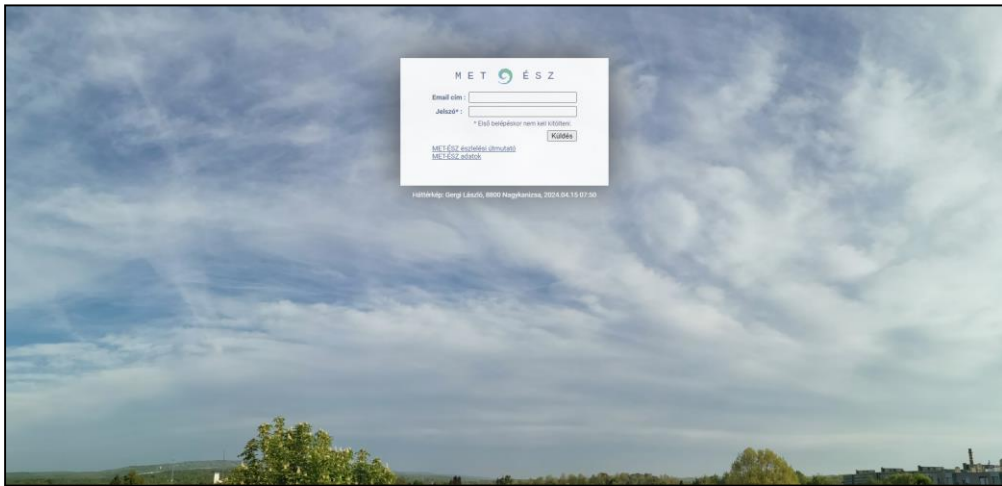 MET ÉSZ
Email cím :
Jelszó* :
* Első belépéskor nem kell kitölteni
Küldés
MET-ÉSZ észlelési útmutató
MET-ÉSZ adatok
Háttérkép: Gergi László, 8800 Nagykanizsa, 2024.04.15 07:50